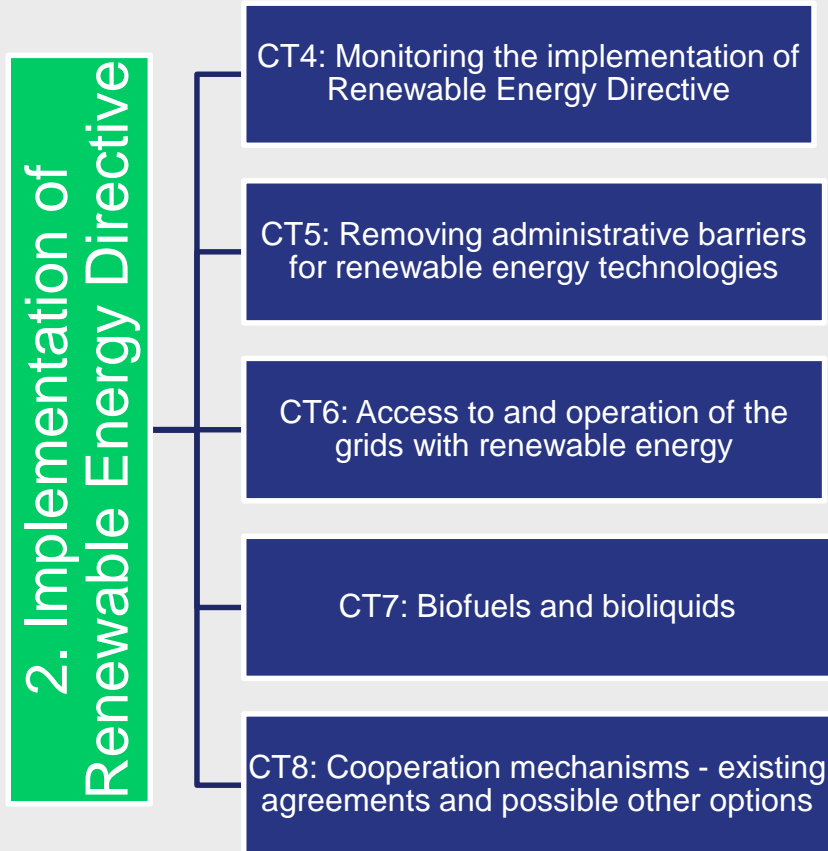 2. Implementation of
Renewable Energy Directive
CT4: Monitoring the implementation of
Renewable Energy Directive
CT5: Removing administrative barriers
for renewable energy technologies
CT6: Access to and operation of the
grids with renewable energy
CT7: Biofuels and bioliquids
CT8: Cooperation mechanisms - existing
agreements and possible other options